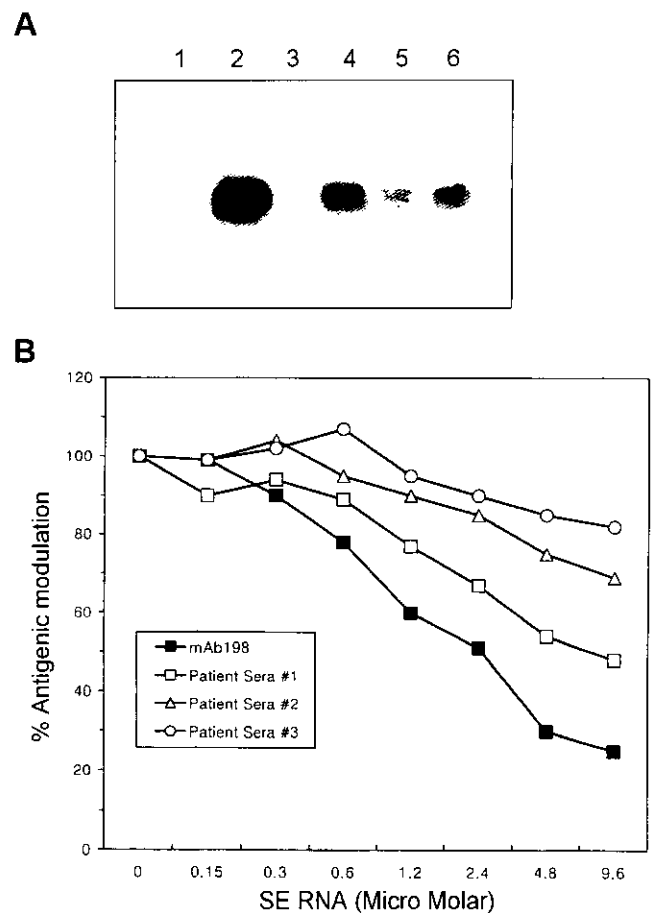 A
1 2 3 4 5 6
B
120
100
80
60
40
20
0
% Antigenic modulation
mAb198
Patient Sera #1
Patient Sera #2
Patient Sera #3
0 0.15 0.3 0.6 1.2 2.4 4.8 9.6
SE RNA (Micro Molar)